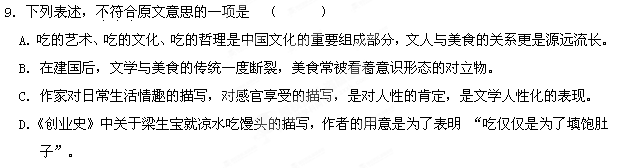 9. 下列表述，不符合原文意思的一项是 （ ）
A. 吃的艺术、吃的文化、吃的哲理是中国文化的重要组成部分，文人与美食的关系更是源远流长。
B. 在建国后，文学与美食的传统一度断裂，美食常被看着意识形态的对立物。
C. 作家对日常生活情趣的描写，对感官享受的描写，是对人性的肯定，是文学人性化的表现。
D.《创业史》中关于梁生宝就凉水吃馒头的描写，作者的用意是为了表明 “吃仅仅是为了填饱肚
子”。